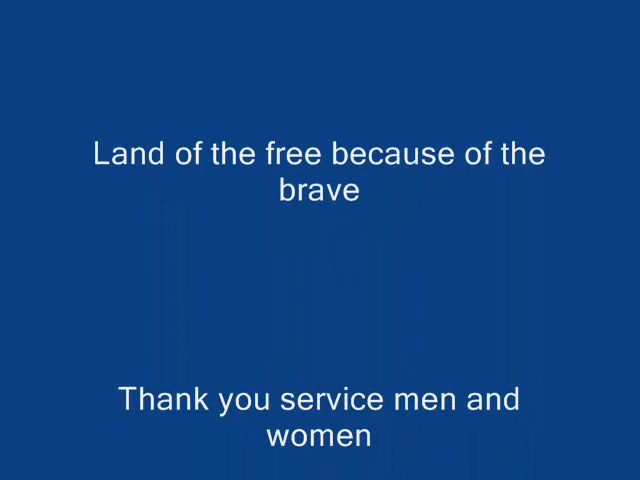 Land of the free because of the
brave
Thank you service men and
women